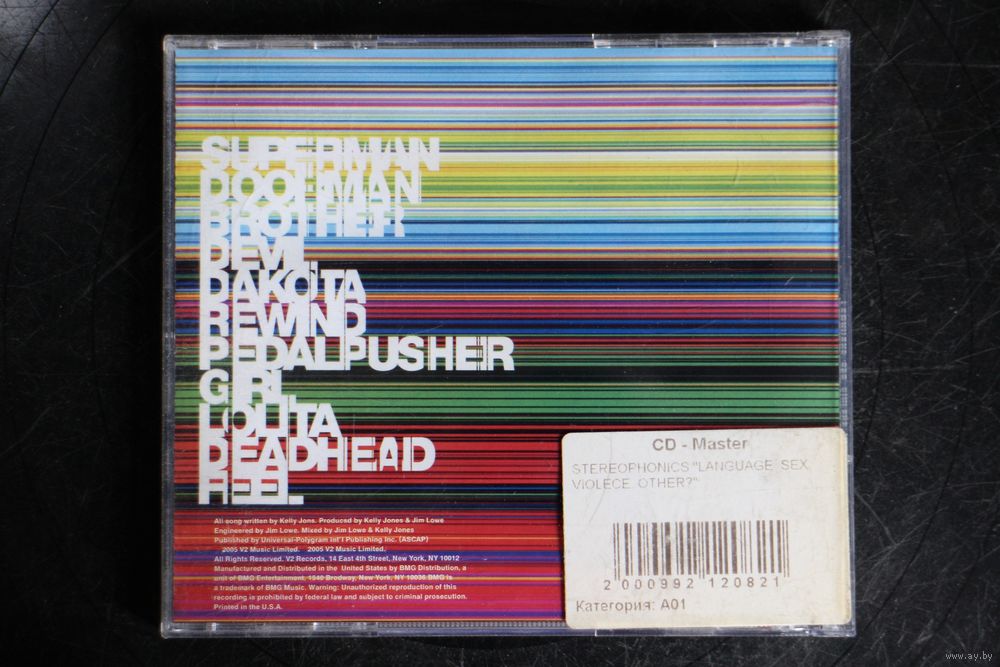 SUPERMAN
DOORMAN
BROTHER
DEVIL
DAKOTA
REWIND
PEDALPUSHER
GIRL
LOLITA
DEADHEAD
FEEL
All song written by Kelly Jons. Produced by Kelly Jones & Jim Lowe
Engineered by Jim Lowe. Mixed by Jim Lowe & Kelly Jones
Published by Universal-Polygram Int'l Publishing Inc. (ASCAP)
2005 V2 Music Limited. 2005 V2 Music Limited.
All Rights Reserved. V2 Records, 14 East 4th Street, New York, NY 10012
Manufactured and Distributed in the United States by BMG Distribution, a
unit of BMG Entertainment, 1540 Brodway, New York, NY 10036 BMG is
a trademark of BMG Music. Warning: Unauthorized reproduction of this
recording is prohibited by federal law and subject to criminal prosecution.
Printed in the U.S.A.
CD - Master
STEREOPHONICS "LANGUAGE. SEX.
VIOLECE. OTHER?"
2 000992 120821
Категория: A01
www.ay.by